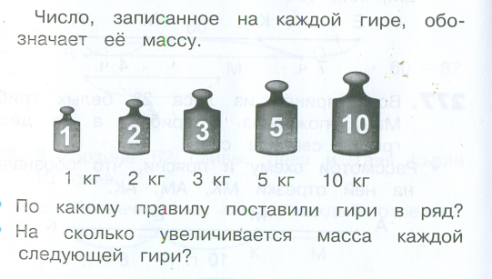 Число, записанное на каждой гире, обо-
значает её массу.
1 2 3 5 10
1 кг 2 кг 3 кг 5 кг 10 кг
По какому правилу поставили гири в ряд?
На сколько увеличивается масса каждой
следующей гири?